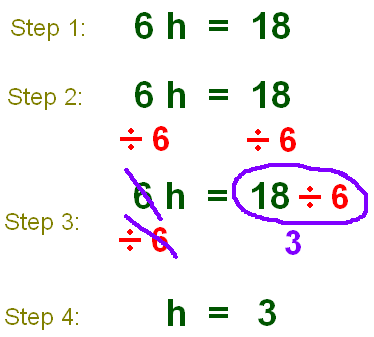 Step 1: 6 h = 18
Step 2: 6 h = 18
÷ 6 ÷ 6
Step 3: 6 h = 18 ÷ 6
÷ 6 3
Step 4: h = 3